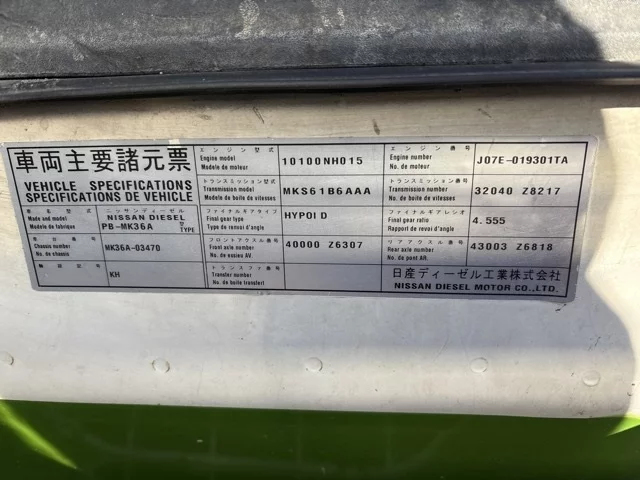 車両主要諸元票
VEHICLE SPECIFICATIONS
SPECIFICATIONS DE VEHICLE
エンジン型式
Engine model
Modele de moteur
10100NH015
エンジン番号
Engine number
No. de moteur
J07E-019301TA
トランスミッション型式
Transmission model
Modele de boite de vitesses
MKS61B6AAA
トランスミッション番号
Transmission number
No. de boite de vitesses
32040 Z8217
車名型式
Make and model
Modele de fabrique
ニッサンディーゼル
NISSAN DIESEL
PB-MK36A
型
TYPE
ファイナルギアタイプ
Final gear type
Type de renvoi d'angle
HYPOID
ファイナルギアレシオ
Final gear ratio
Rapport de renvoi d'angle
4.555
車台番号
Chassis number
No. de chassis
MK36A-03470
フロントアクスル番号
Front axle number
No. de essieu AV.
40000 Z6307
リアアクスル番号
Rear axle number
No. de pont AR.
43003 Z6818
KH
トランスファ番号
Transfer number
No. de boite transfert
日産ディーゼル工業株式会社
NISSAN DIESEL MOTOR CO.,LTD.